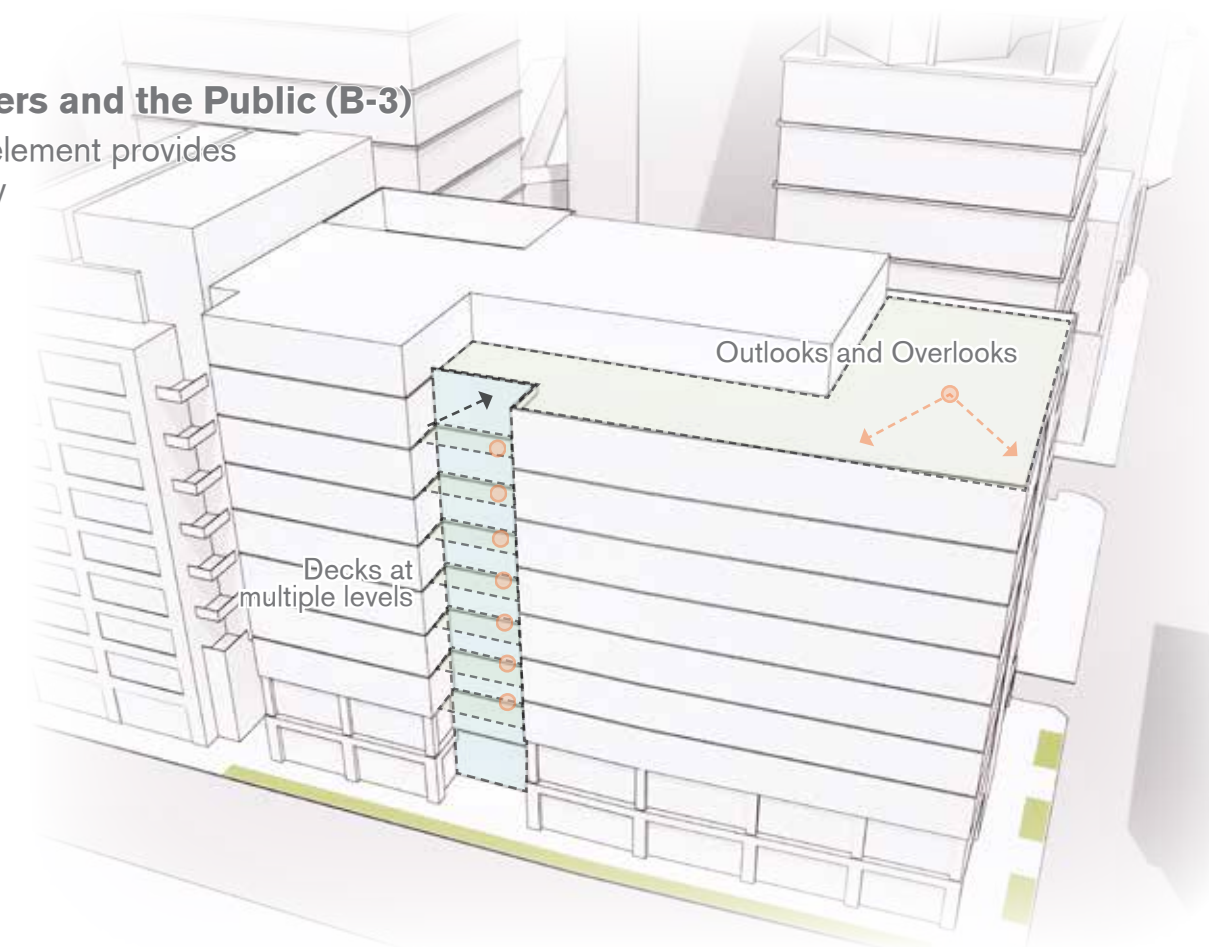 ers and the Public (B-3)
element provides
y
Outlooks and Overlooks
Decks at
multiple levels